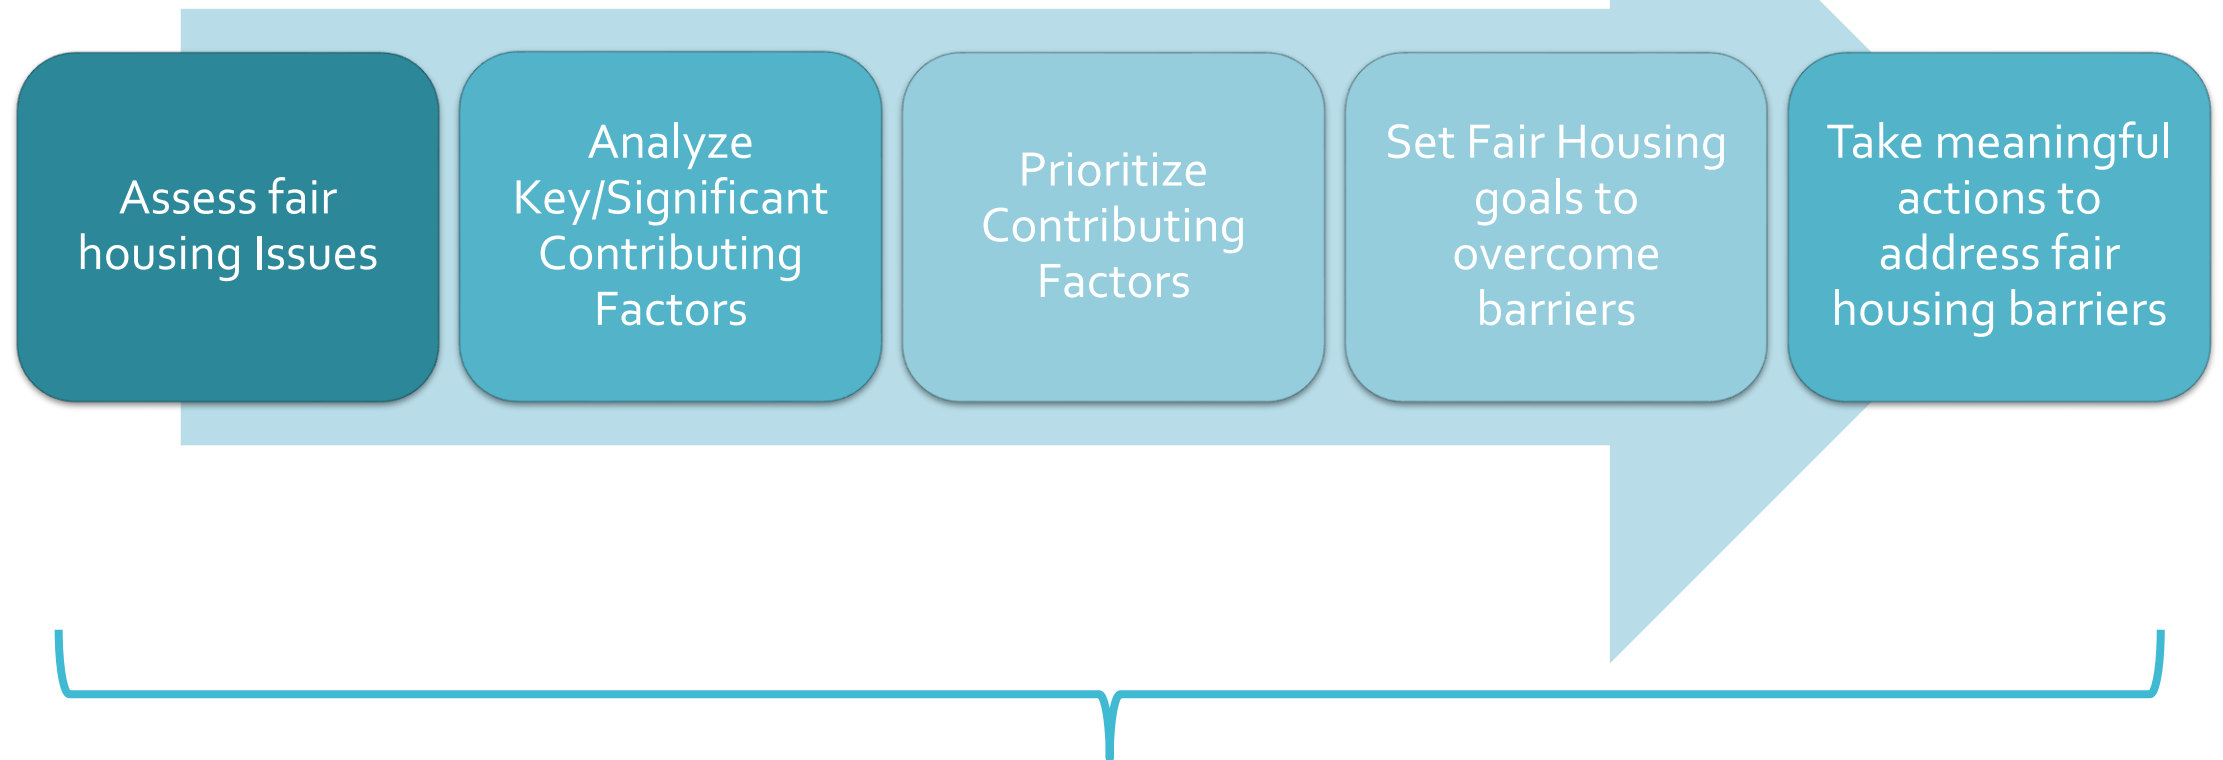 Assess fair
housing Issues
Analyze
Key/Significant
Contributing
Factors
Prioritize
Contributing
Factors
Set Fair Housing
goals to
overcome
barriers
Take meaningful
actions to
address fair
housing barriers